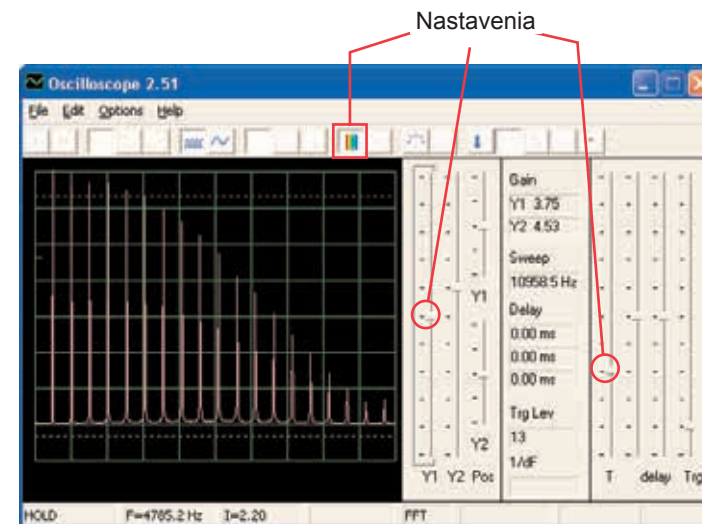 Nastavenia
Oscilloscope 2.51
File Edit Options Help
Gain
Y1 3.75
Y2 4.53
Sweep
10958.5 Hz
Delay
0.00 ms
0.00 ms
0.00 ms
Trg Lev
13
1/dF
Y1
Y2
Y1 Y2 Pos
T delay Trg
HOLD F=4785.2 Hz I=2.20 FFT